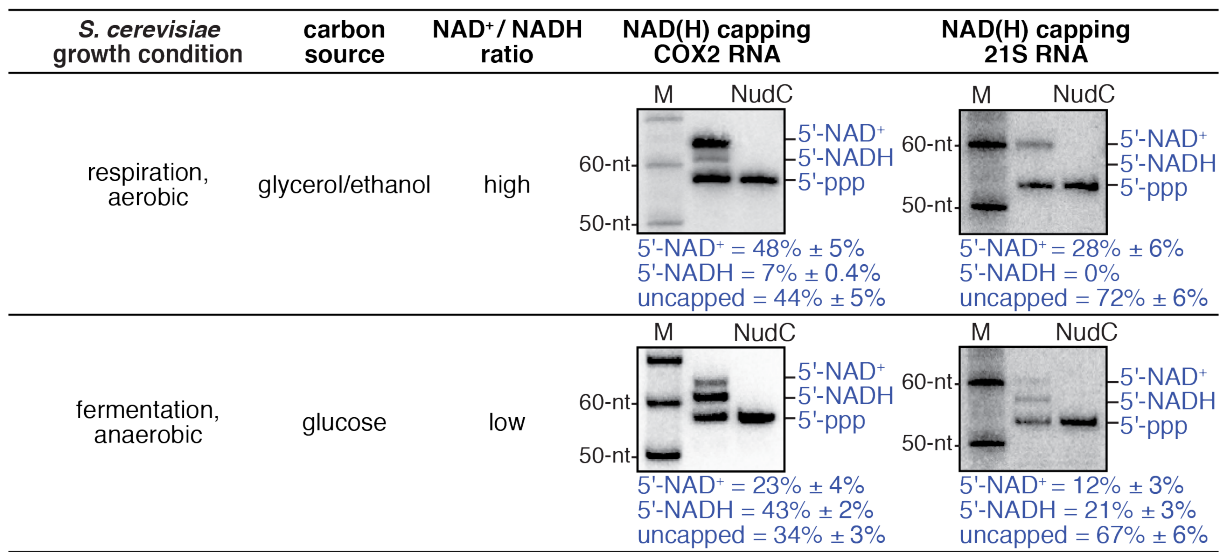 S. cerevisiae growth condition
carbon source
NAD⁺ / NADH ratio
NAD(H) capping COX2 RNA
NAD(H) capping 21S RNA
respiration, aerobic
glycerol/ethanol
high
M NudC
60-nt
50-nt
5'-NAD⁺
5'-NADH
5'-ppp
5'-NAD⁺ = 48% ± 5%
5'-NADH = 7% ± 0.4%
uncapped = 44% ± 5%
M NudC
60-nt
50-nt
5'-NAD⁺
5'-NADH
5'-ppp
5'-NAD⁺ = 28% ± 6%
5'-NADH = 0%
uncapped = 72% ± 6%
fermentation, anaerobic
glucose
low
M NudC
60-nt
50-nt
5'-NAD⁺
5'-NADH
5'-ppp
5'-NAD⁺ = 23% ± 4%
5'-NADH = 43% ± 2%
uncapped = 34% ± 3%
M NudC
60-nt
50-nt
5'-NAD⁺
5'-NADH
5'-ppp
5'-NAD⁺ = 12% ± 3%
5'-NADH = 21% ± 3%
uncapped = 67% ± 6%